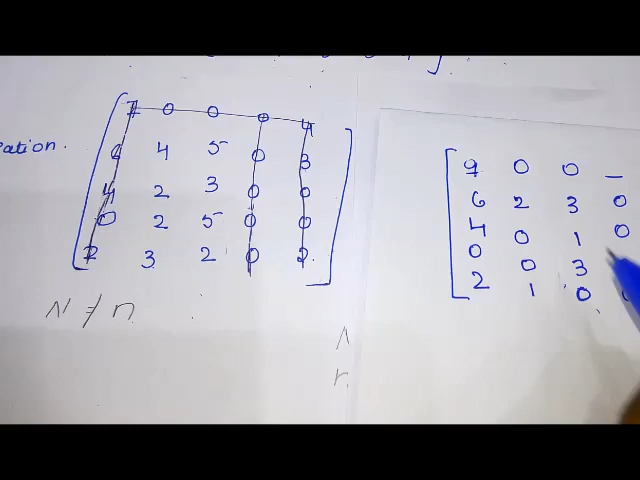 ation.
7 0 0 0 4
6 4 5 0 3
4 2 3 0 0
0 2 5 0 0
2 3 2 0 2
N ≠ n
9 0 0 _
6 2 3 0
4 0 1 0
0 0 3
2 1 0
r.